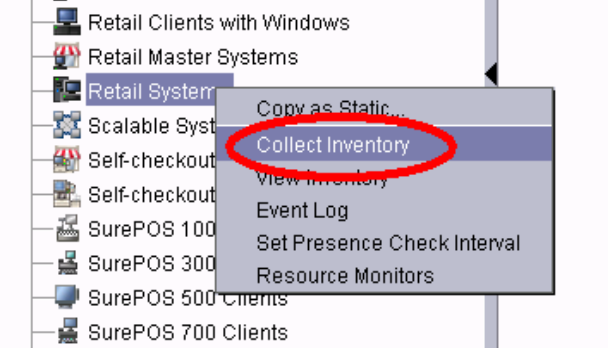 Retail Clients with Windows
Retail Master Systems
Retail System
Copy as Static...
Scalable Syst
Collect Inventory
Self-checkout
View Inventory
Self-checkout
Event Log
SurePOS 100
Set Presence Check Interval
SurePOS 300
Resource Monitors
SurePOS 500 Clients
SurePOS 700 Clients